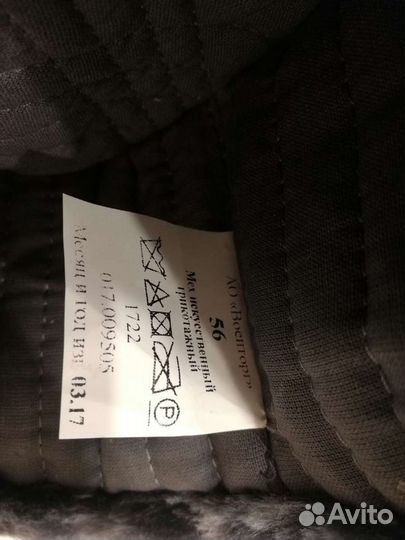 АО «Военторг»
56
Мех искусственный
трикотажный
P
1722
017.009505
Месяц и год изг 03.17
Avito